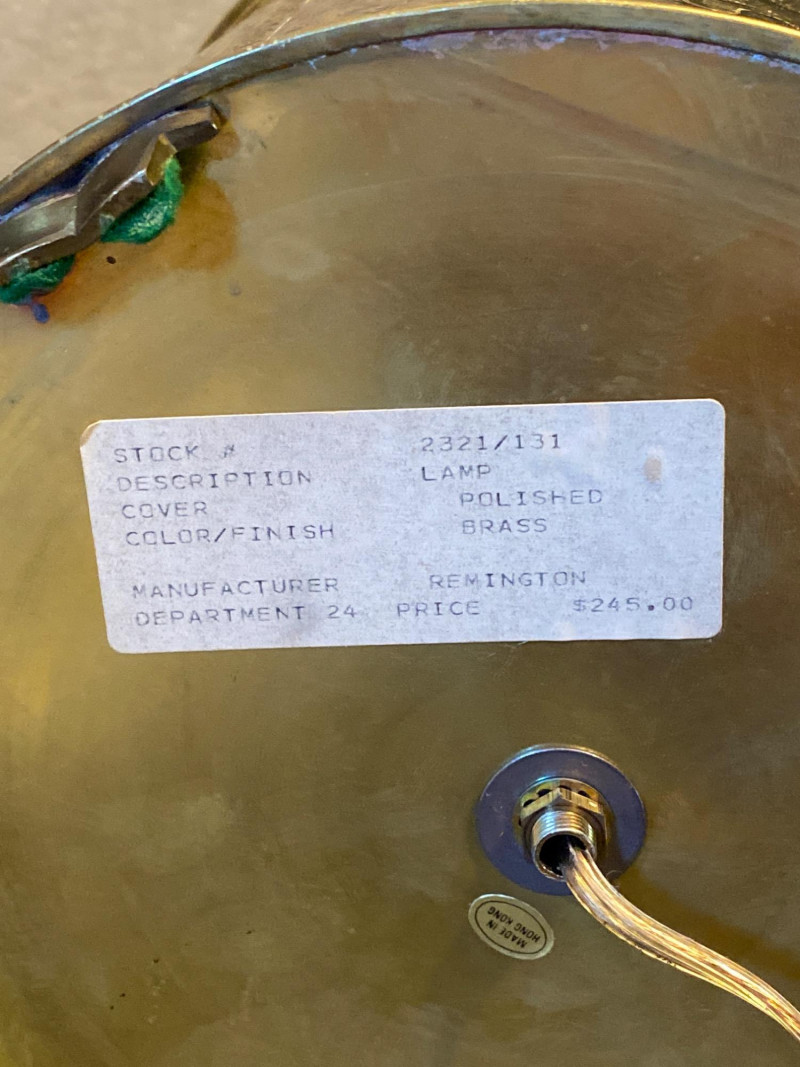 STOCK # 2321/131
DESCRIPTION LAMP
COVER POLISHED
COLOR/FINISH BRASS
MANUFACTURER REMINGTON
DEPARTMENT 24 PRICE $245.00
MADE IN
HONG KONG